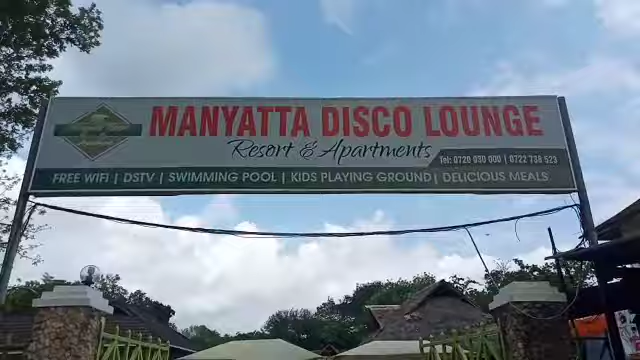 MANYATTA DISCO LOUNGE
Resort & Apartments
Tel: 0720 030 000 | 0722 738 523
FREE WIFI | DSTV | SWIMMING POOL | KIDS PLAYING GROUND | DELICIOUS MEALS